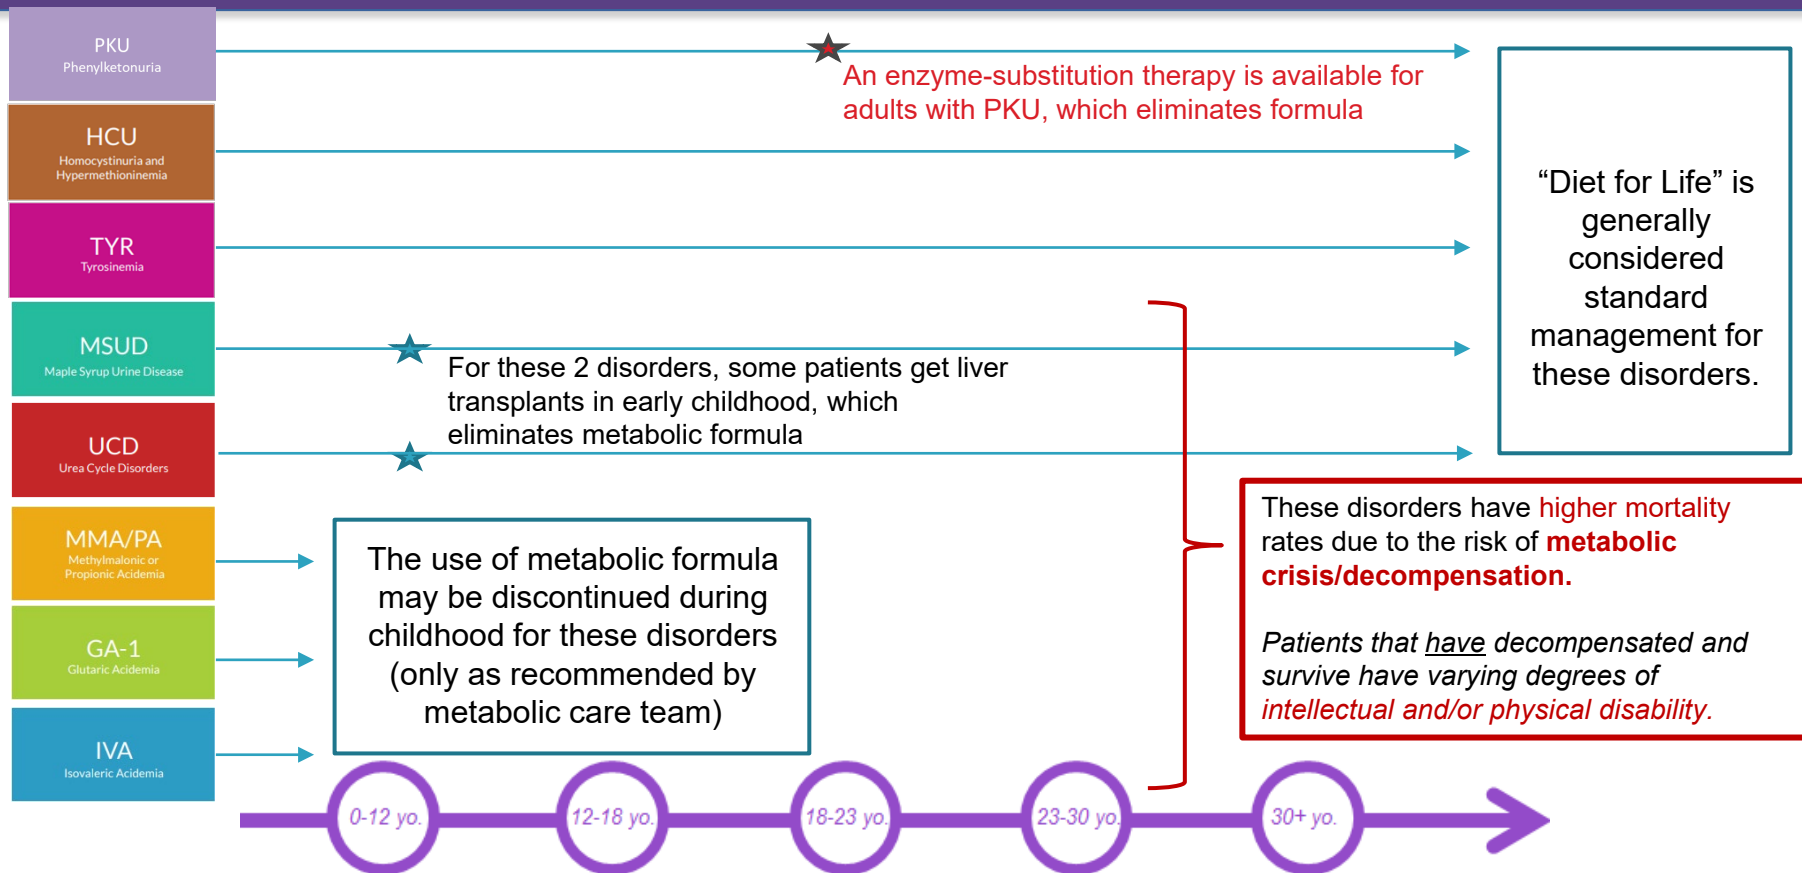 PKU
Phenylketonuria
An enzyme-substitution therapy is available for
adults with PKU, which eliminates formula
HCU
Homocystinuria and
Hypermethioninemia
TYR
Tyrosinemia
“Diet for Life” is
generally
considered
standard
management for
these disorders.
MSUD
Maple Syrup Urine Disease
For these 2 disorders, some patients get liver
transplants in early childhood, which
eliminates metabolic formula
UCD
Urea Cycle Disorders
MMA/PA
Methylmalonic or
Propionic Acidemia
GA-1
Glutaric Acidemia
IVA
Isovaleric Acidemia
The use of metabolic formula
may be discontinued during
childhood for these disorders
(only as recommended by
metabolic care team)
These disorders have higher mortality
rates due to the risk of metabolic
crisis/decompensation.
Patients that have decompensated and
survive have varying degrees of
intellectual and/or physical disability.
0-12 yo.
12-18 yo.
18-23 yo.
23-30 yo.
30+ yo.